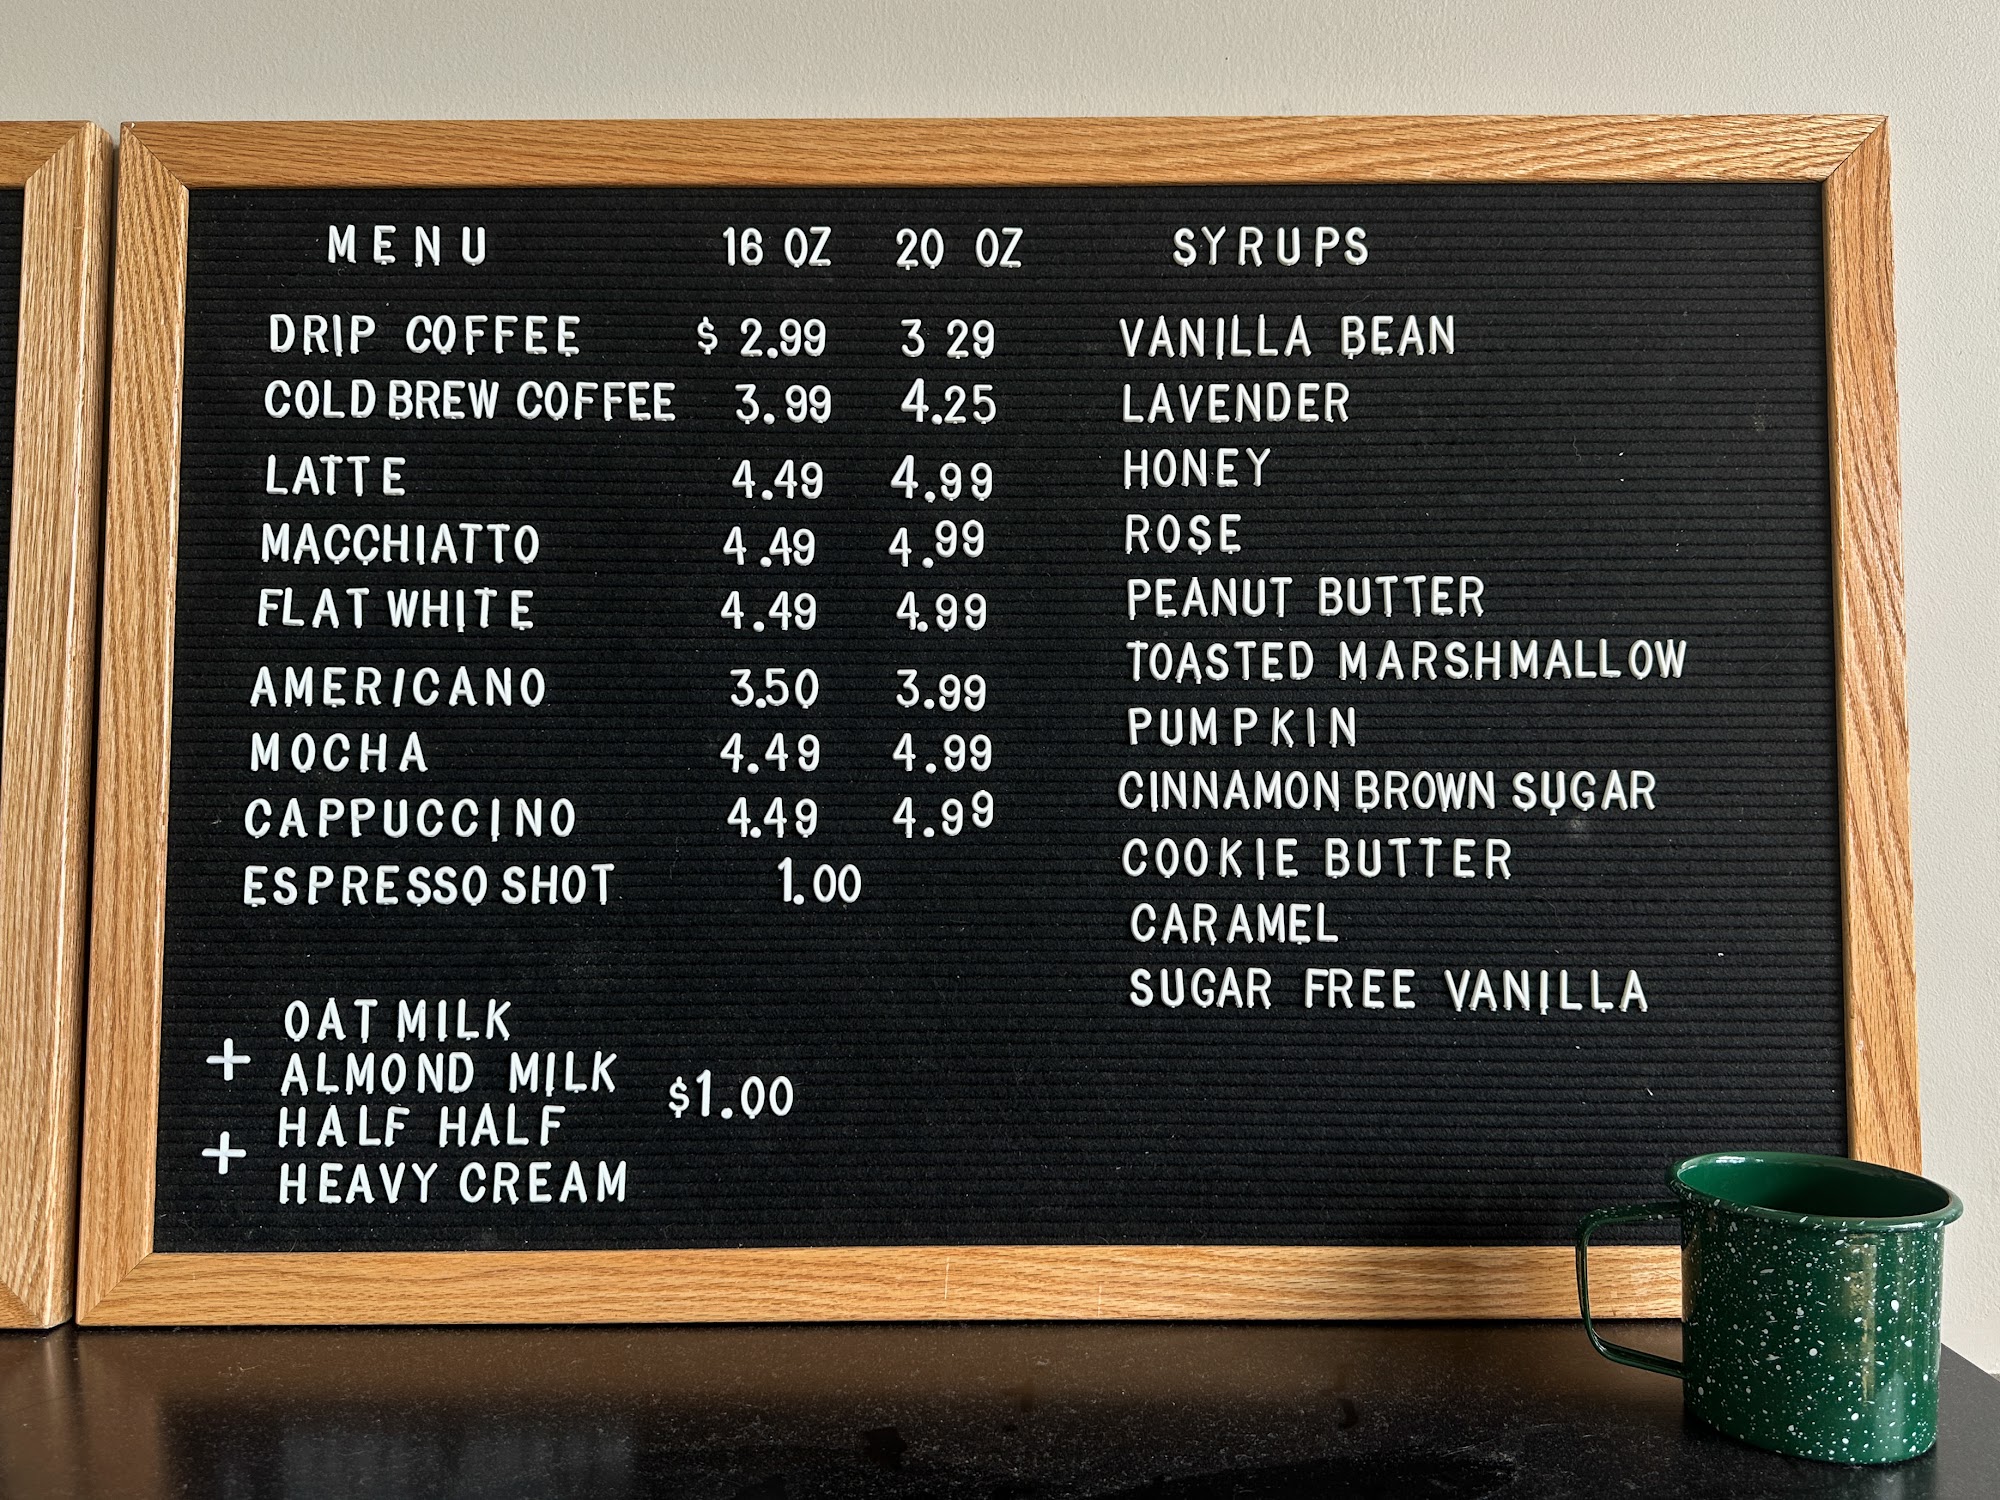 MENU 16 OZ 20 OZ
DRIP COFFEE $ 2.99 3 29
COLD BREW COFFEE 3.99 4.25
LATTE 4.49 4.99
MACCHIATTO 4.49 4.99
FLAT WHITE 4.49 4.99
AMERICANO 3.50 3.99
MOCHA 4.49 4.99
CAPPUCCINO 4.49 4.99
ESPRESSO SHOT 1.00
+ OAT MILK
ALMOND MILK $1.00
+ HALF HALF
HEAVY CREAM
SYRUPS
VANILLA BEAN
LAVENDER
HONEY
ROSE
PEANUT BUTTER
TOASTED MARSHMALLOW
PUMPKIN
CINNAMON BROWN SUGAR
COOKIE BUTTER
CARAMEL
SUGAR FREE VANILLA